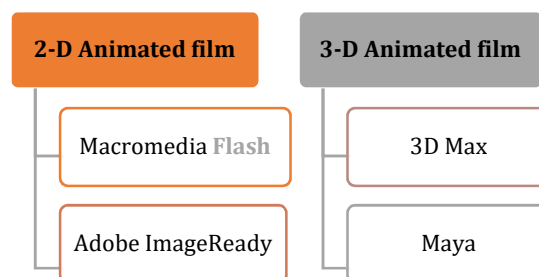 2-D Animated film
Macromedia Flash
Adobe ImageReady
3-D Animated film
3D Max
Maya